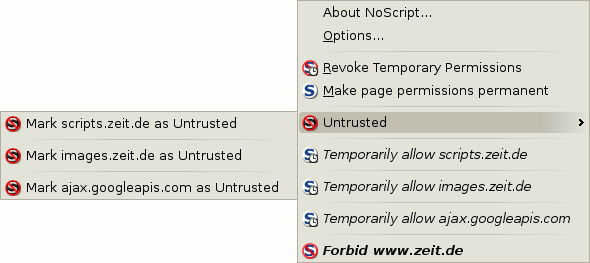 About NoScript...
Options...
Revoke Temporary Permissions
Make page permissions permanent
Untrusted
Mark scripts.zeit.de as Untrusted
Mark images.zeit.de as Untrusted
Mark ajax.googleapis.com as Untrusted
Temporarily allow scripts.zeit.de
Temporarily allow images.zeit.de
Temporarily allow ajax.googleapis.com
Forbid www.zeit.de